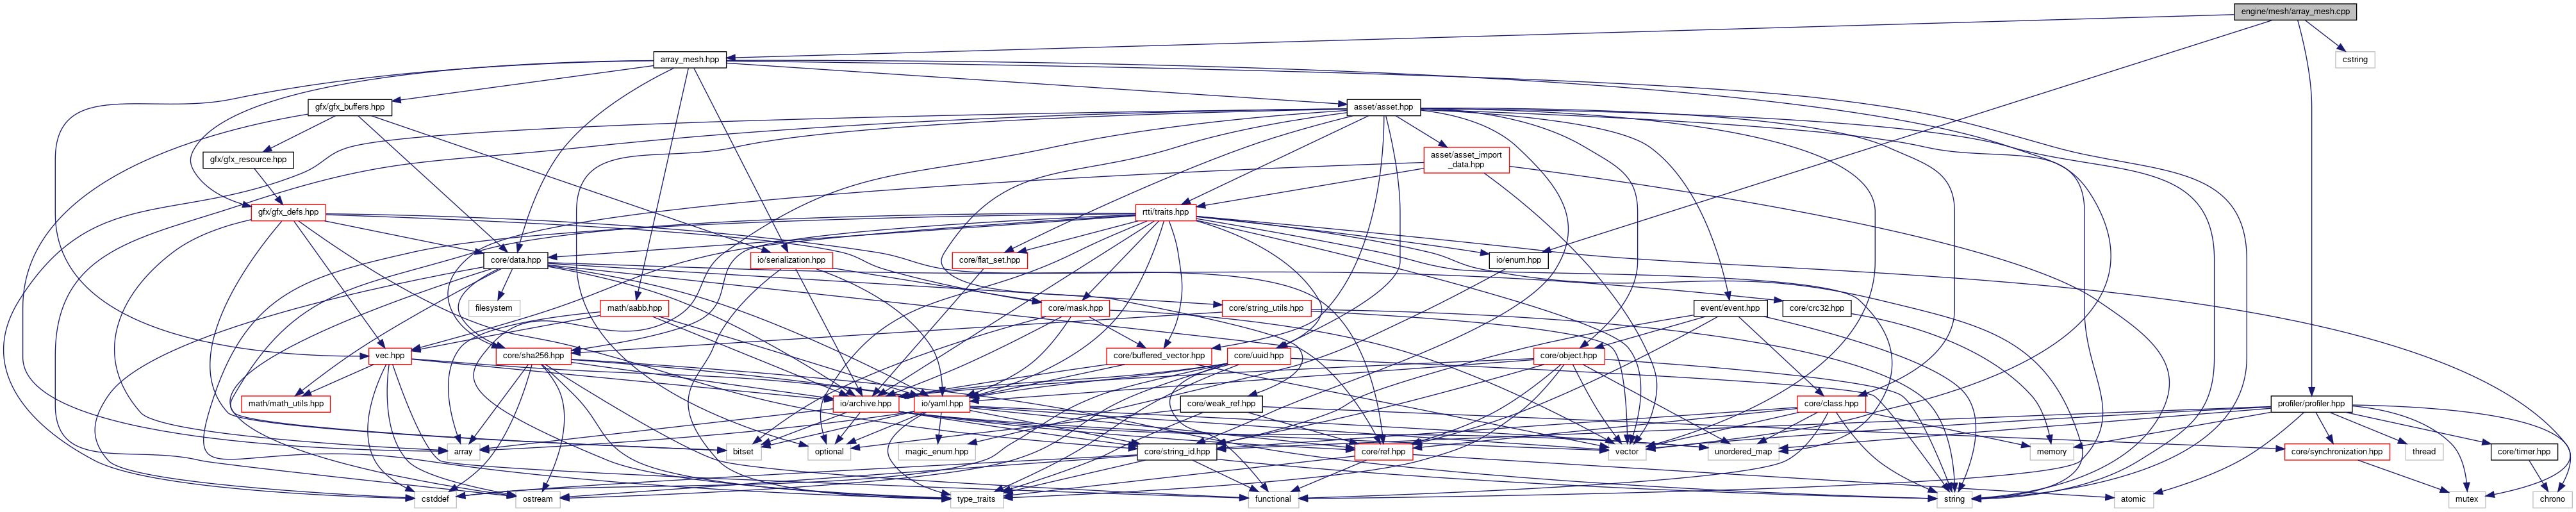 engine/mesh/array_mesh.cpp
array_mesh.hpp
cstring
gfx/gfx_buffers.hpp
asset/asset.hpp
gfx/gfx_resource.hpp
asset/asset_import
_data.hpp
gfx/gfx_defs.hpp
rtti/traits.hpp
core/data.hpp
io/serialization.hpp
core/flat_set.hpp
io/enum.hpp
filesystem
math/aabb.hpp
core/mask.hpp
core/string_utils.hpp
event/event.hpp
core/crc32.hpp
vec.hpp
core/sha256.hpp
core/buffered_vector.hpp
core/uuid.hpp
core/object.hpp
math/math_utils.hpp
io/archive.hpp
io/yaml.hpp
core/weak_ref.hpp
core/class.hpp
profiler/profiler.hpp
array
bitset
optional
magic_enum.hpp
core/string_id.hpp
core/ref.hpp
vector
unordered_map
memory
core/synchronization.hpp
thread
core/timer.hpp
cstddef
ostream
type_traits
functional
string
atomic
mutex
chrono